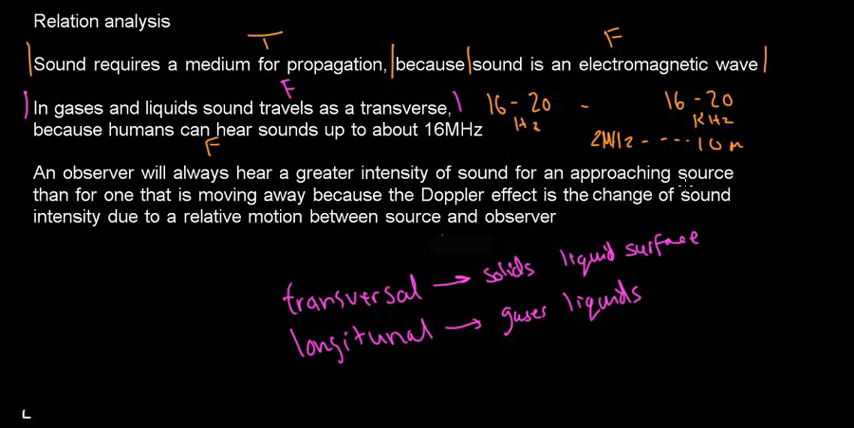 Relation analysis
T F
Sound requires a medium for propagation, because sound is an electromagnetic wave
F
In gases and liquids sound travels as a transverse, 16-20 Hz - 16-20 KHz
because humans can hear sounds up to about 16MHz
F 2MHz - ···· 10 m
An observer will always hear a greater intensity of sound for an approaching source
than for one that is moving away because the Doppler effect is the change of sound
intensity due to a relative motion between source and observer
transversal → solids liquid surface
longitunal → gases liquids